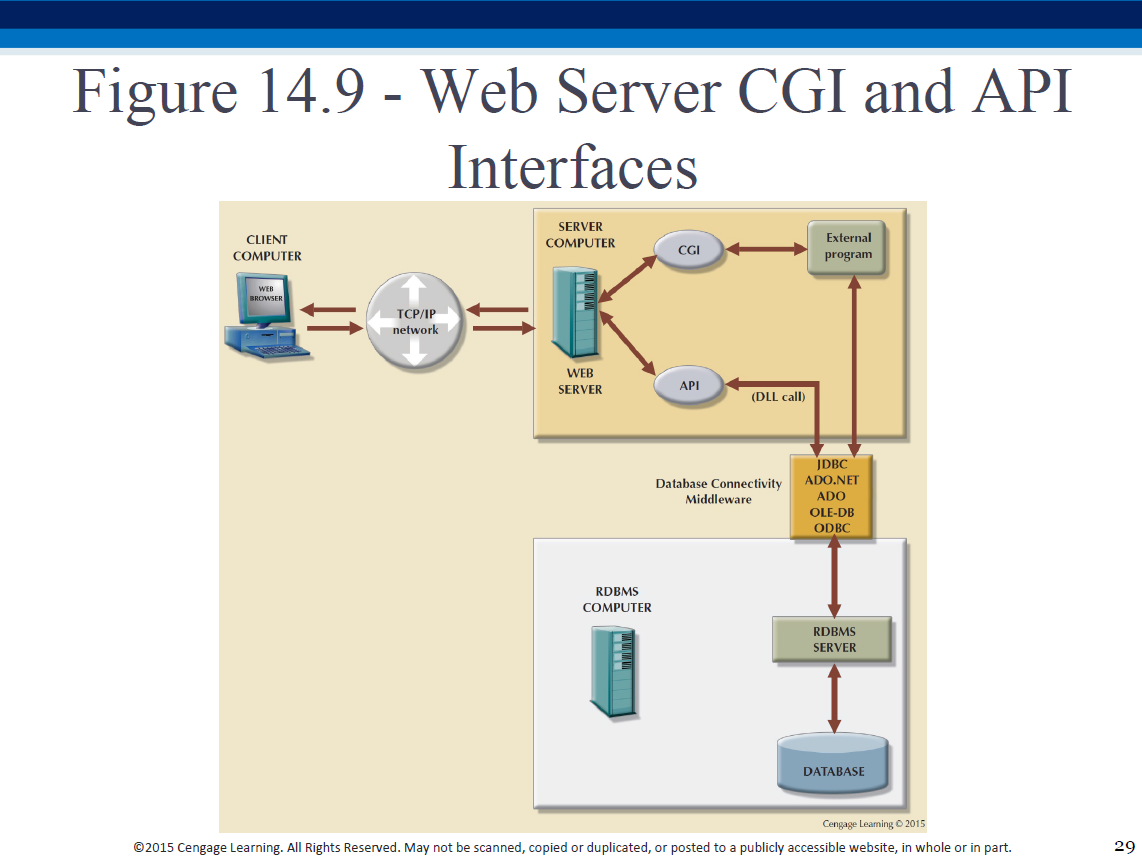 Figure 14.9 - Web Server CGI and API
Interfaces
CLIENT
COMPUTER
WEB
BROWSER
TCP/IP
network
SERVER
COMPUTER
WEB
SERVER
CGI
External
program
API
(DLL call)
Database Connectivity
Middleware
JDBC
ADO.NET
ADO
OLE-DB
ODBC
RDBMS
COMPUTER
RDBMS
SERVER
DATABASE
Cengage Learning © 2015
©2015 Cengage Learning. All Rights Reserved. May not be scanned, copied or duplicated, or posted to a publicly accessible website, in whole or in part.
29